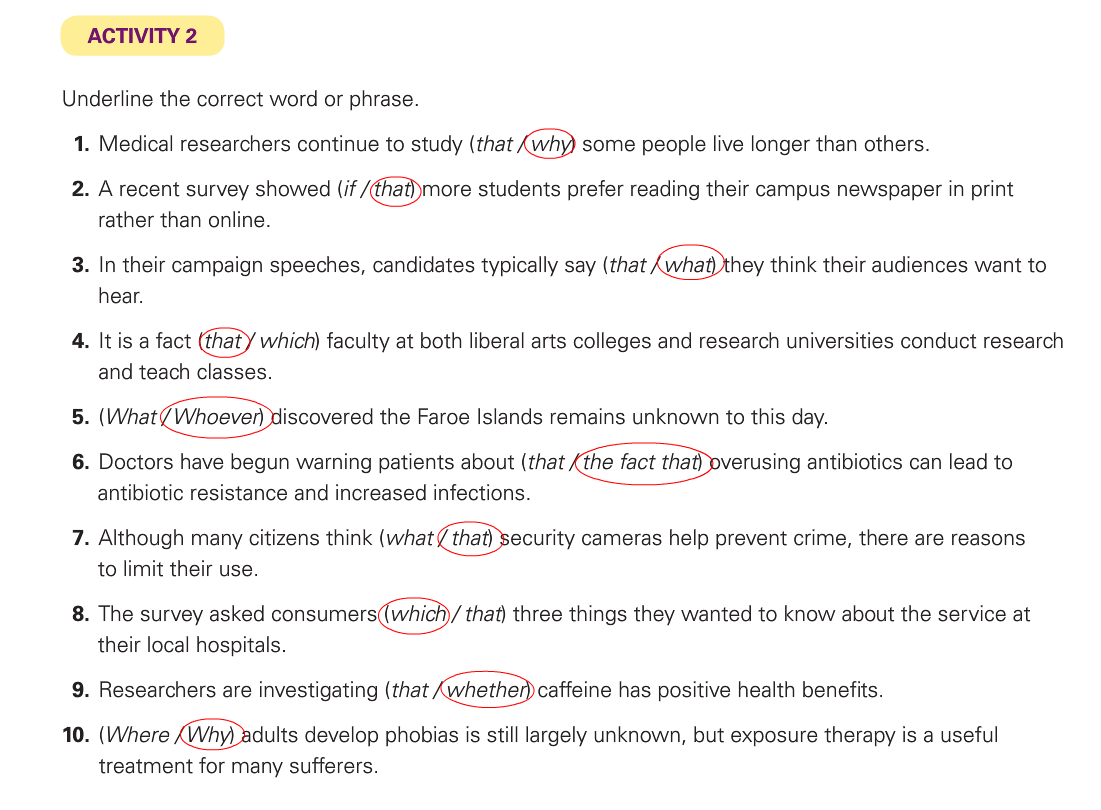 ACTIVITY 2
Underline the correct word or phrase.
1. Medical researchers continue to study (that / why) some people live longer than others.
2. A recent survey showed (if / that) more students prefer reading their campus newspaper in print
rather than online.
3. In their campaign speeches, candidates typically say (that / what) they think their audiences want to
hear.
4. It is a fact (that / which) faculty at both liberal arts colleges and research universities conduct research
and teach classes.
5. (What / Whoever) discovered the Faroe Islands remains unknown to this day.
6. Doctors have begun warning patients about (that / the fact that) overusing antibiotics can lead to
antibiotic resistance and increased infections.
7. Although many citizens think (what / that) security cameras help prevent crime, there are reasons
to limit their use.
8. The survey asked consumers (which / that) three things they wanted to know about the service at
their local hospitals.
9. Researchers are investigating (that / whether) caffeine has positive health benefits.
10. (Where / Why) adults develop phobias is still largely unknown, but exposure therapy is a useful
treatment for many sufferers.